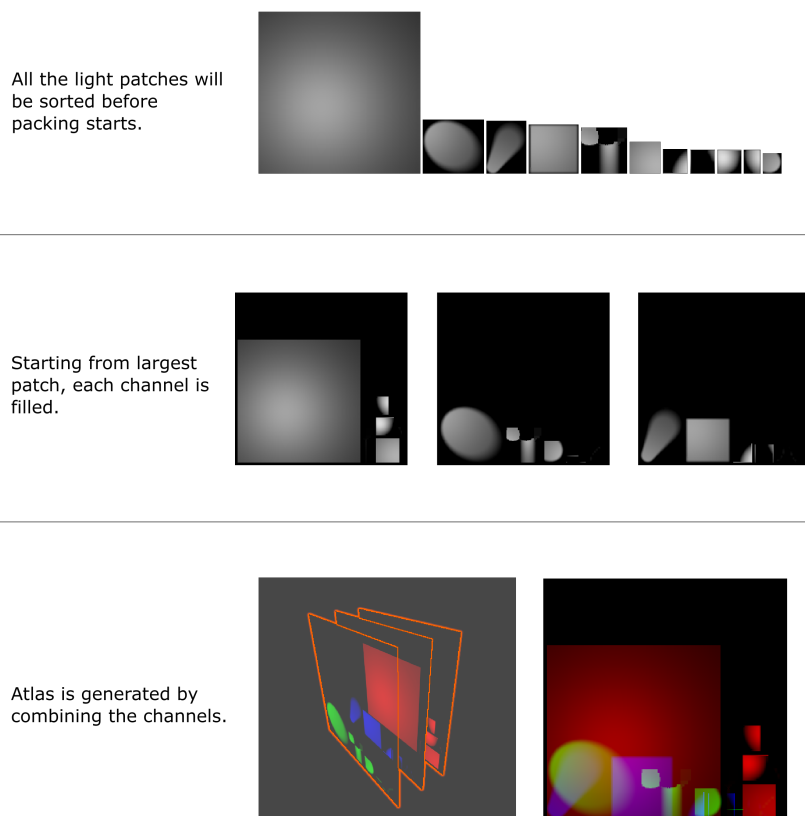 All the light patches will
be sorted before
packing starts.
Starting from largest
patch, each channel is
filled.
Atlas is generated by
combining the channels.